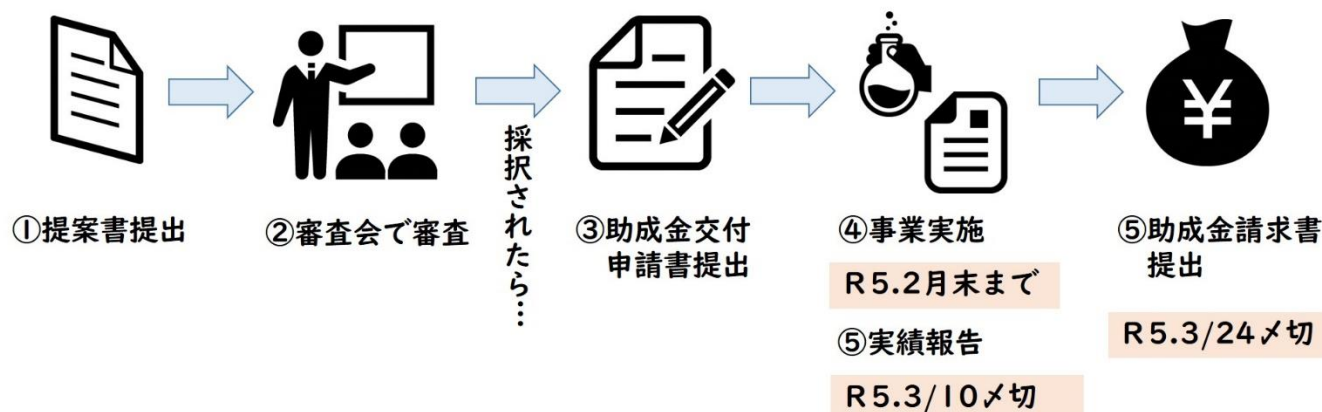 ①提案書提出
②審査会で審査
採択されたら…
③助成金交付
申請書提出
④事業実施
R5.2月末まで
⑤実績報告
R5.3/10〆切
¥
⑤助成金請求書
提出
R5.3/24〆切